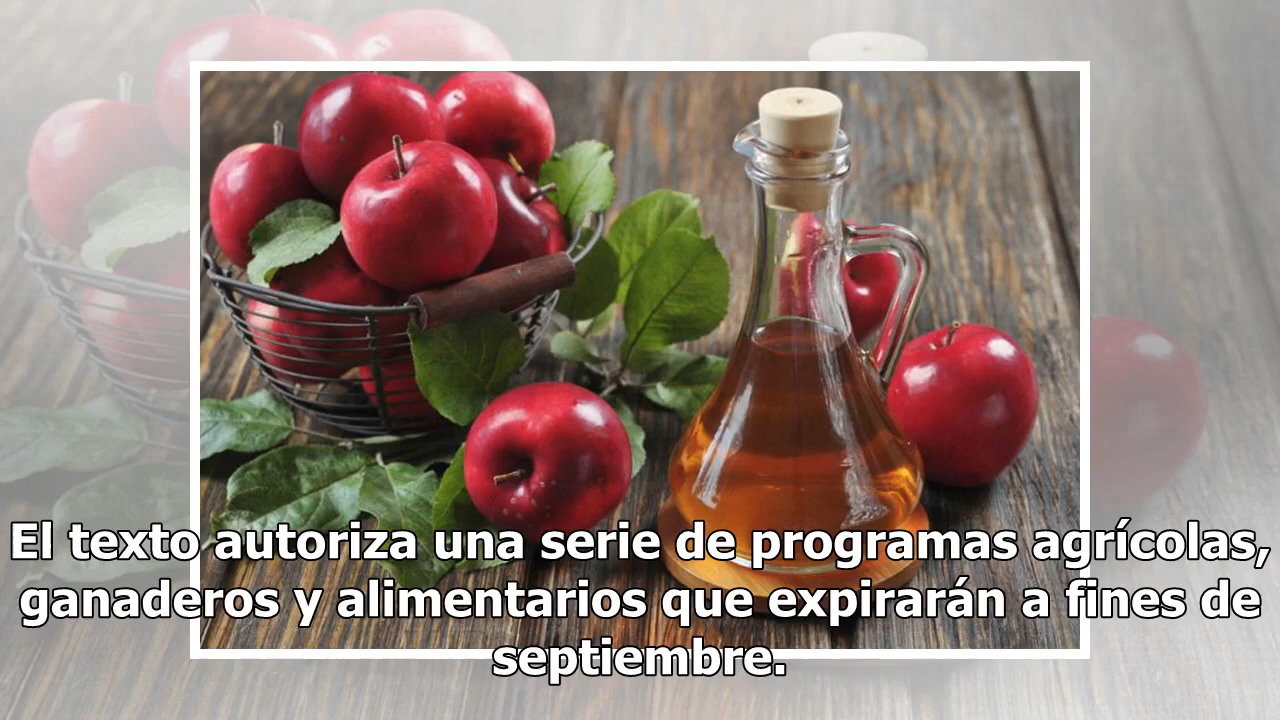 El texto autoriza una serie de programas agrícolas,
ganaderos y alimentarios que expirarán a fines de
septiembre.